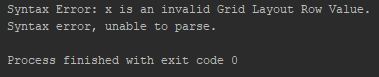 Syntax Error: x is an invalid Grid Layout Row Value.
Syntax error, unable to parse.
Process finished with exit code 0